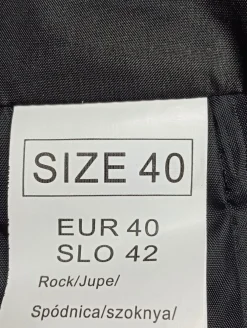 SIZE 40
EUR 40
SLO 42
Rock/Jupe/
Spódnica/szoknya/